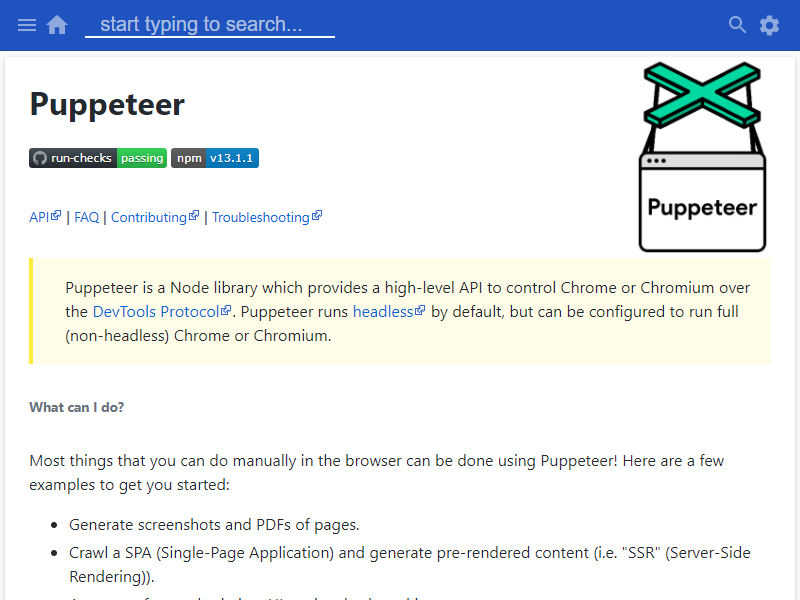 start typing to search...
Puppeteer
run-checks passing npm v13.1.1
API | FAQ | Contributing | Troubleshooting
Puppeteer
Puppeteer is a Node library which provides a high-level API to control Chrome or Chromium over
the DevTools Protocol. Puppeteer runs headless by default, but can be configured to run full
(non-headless) Chrome or Chromium.
What can I do?
Most things that you can do manually in the browser can be done using Puppeteer! Here are a few
examples to get you started:
• Generate screenshots and PDFs of pages.
• Crawl a SPA (Single-Page Application) and generate pre-rendered content (i.e. "SSR" (Server-Side
Rendering)).